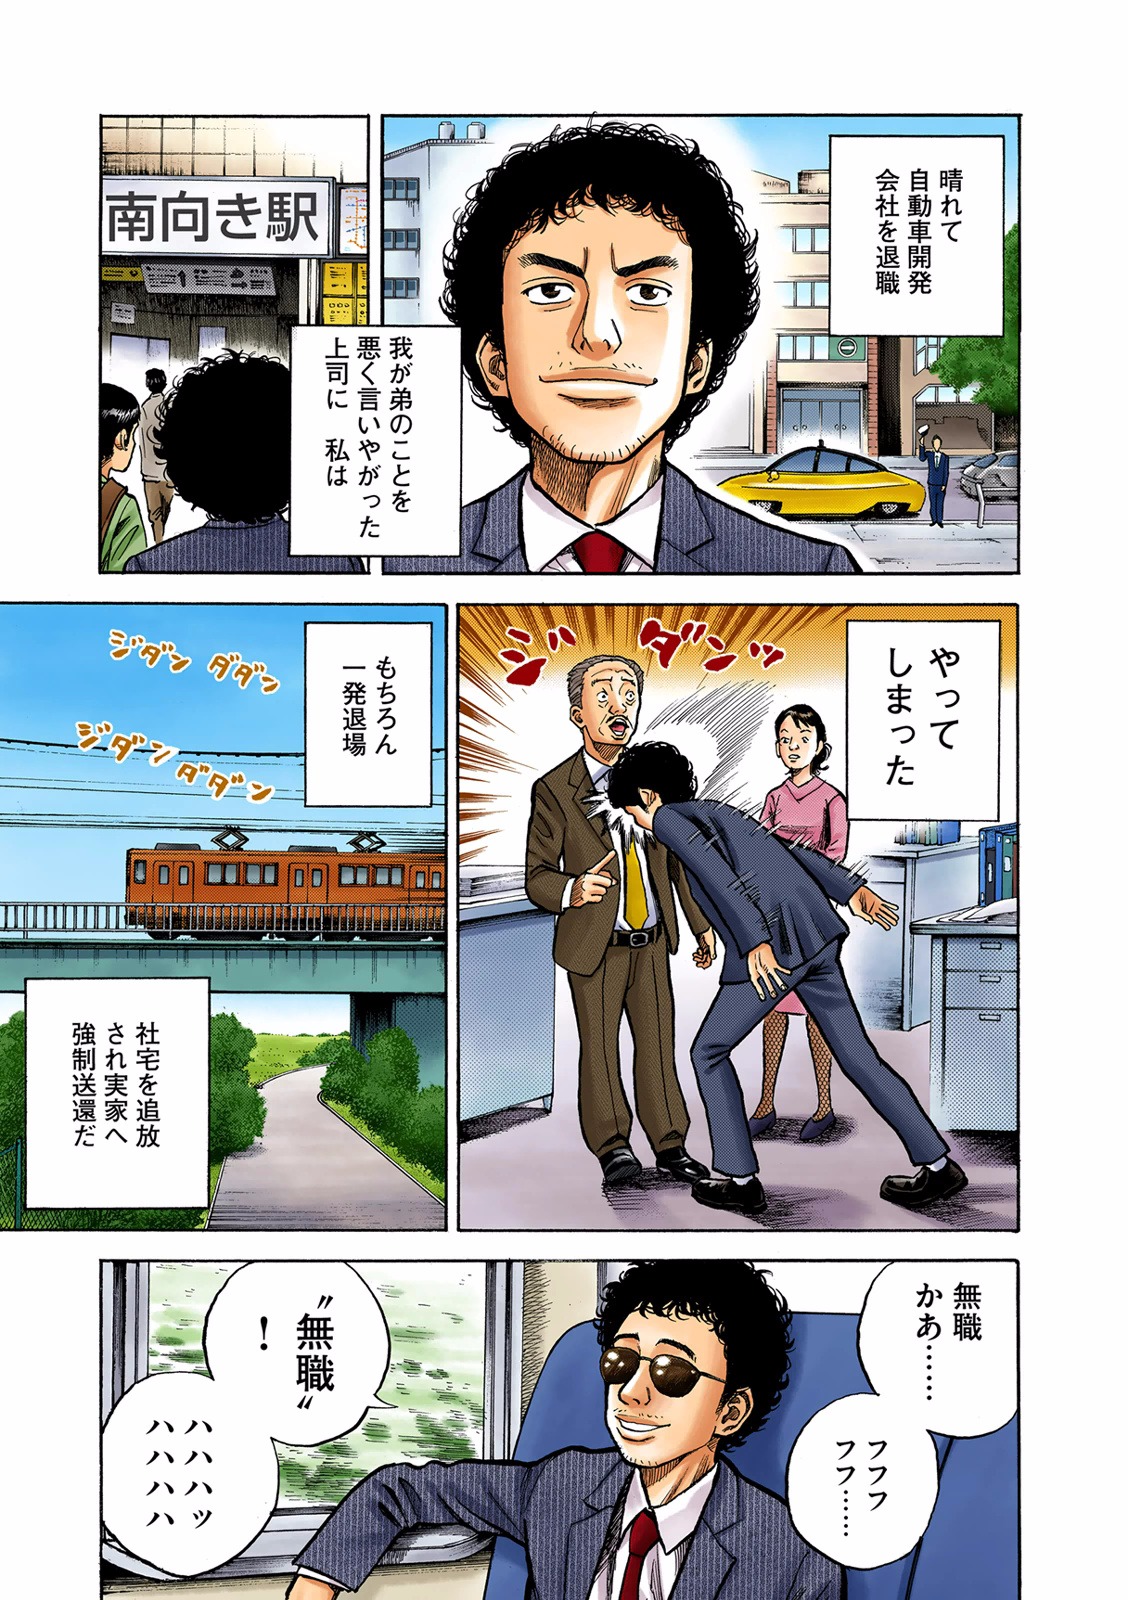 晴れて
自動車開発
会社を退職
南向き駅
我が弟のことを
悪く言いやがった
上司に 私は
やって
しまった
ジダンッ
もちろん
一発退場
ジダン ダダン
ジダンダダン
社宅を追放
され実家へ
強制送還だ
無職
かあ……
フフフ
フフ……
〝無職〟
！
ハハハッ
ハハハハ